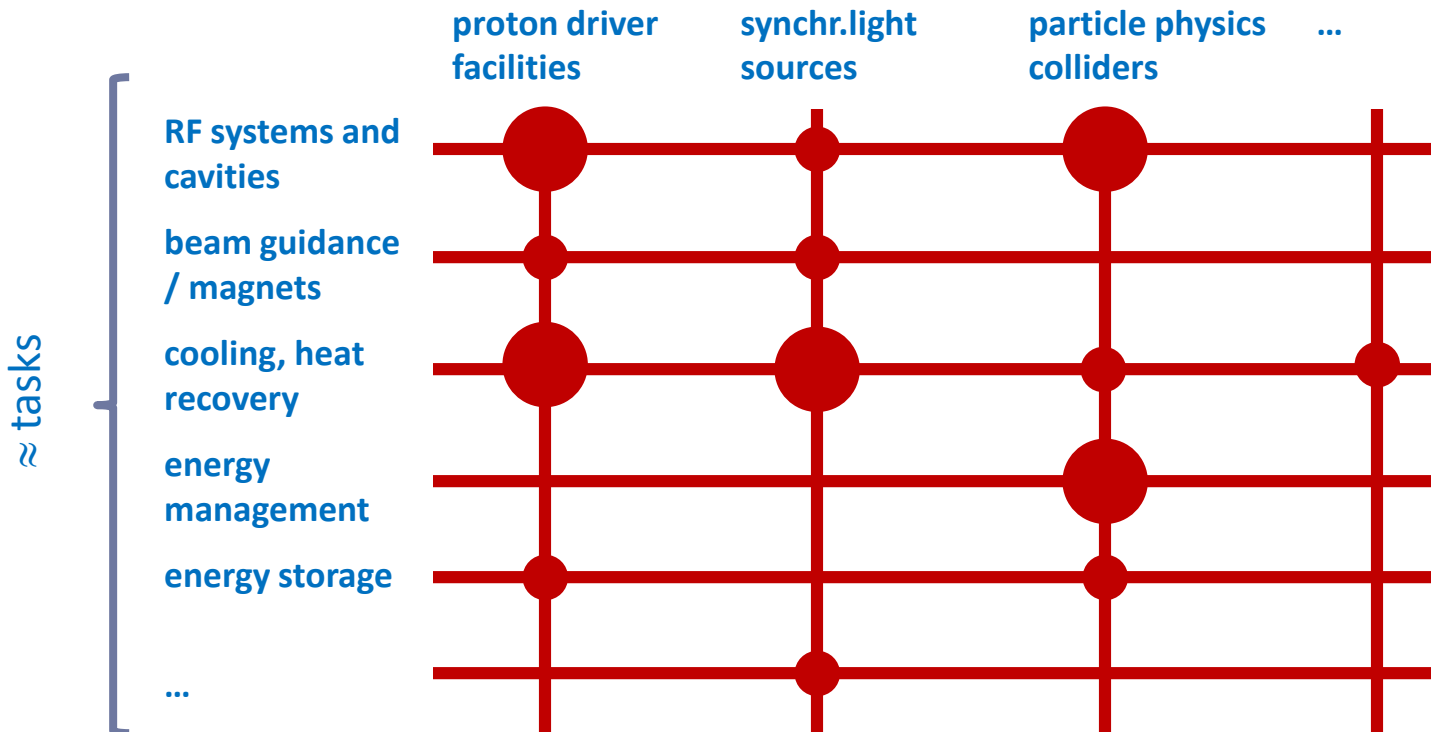 proton driver
facilities
synchr.light
sources
particle physics
colliders
…
RF systems and
cavities
beam guidance
/ magnets
cooling, heat
recovery
energy
management
energy storage
…
≈ tasks